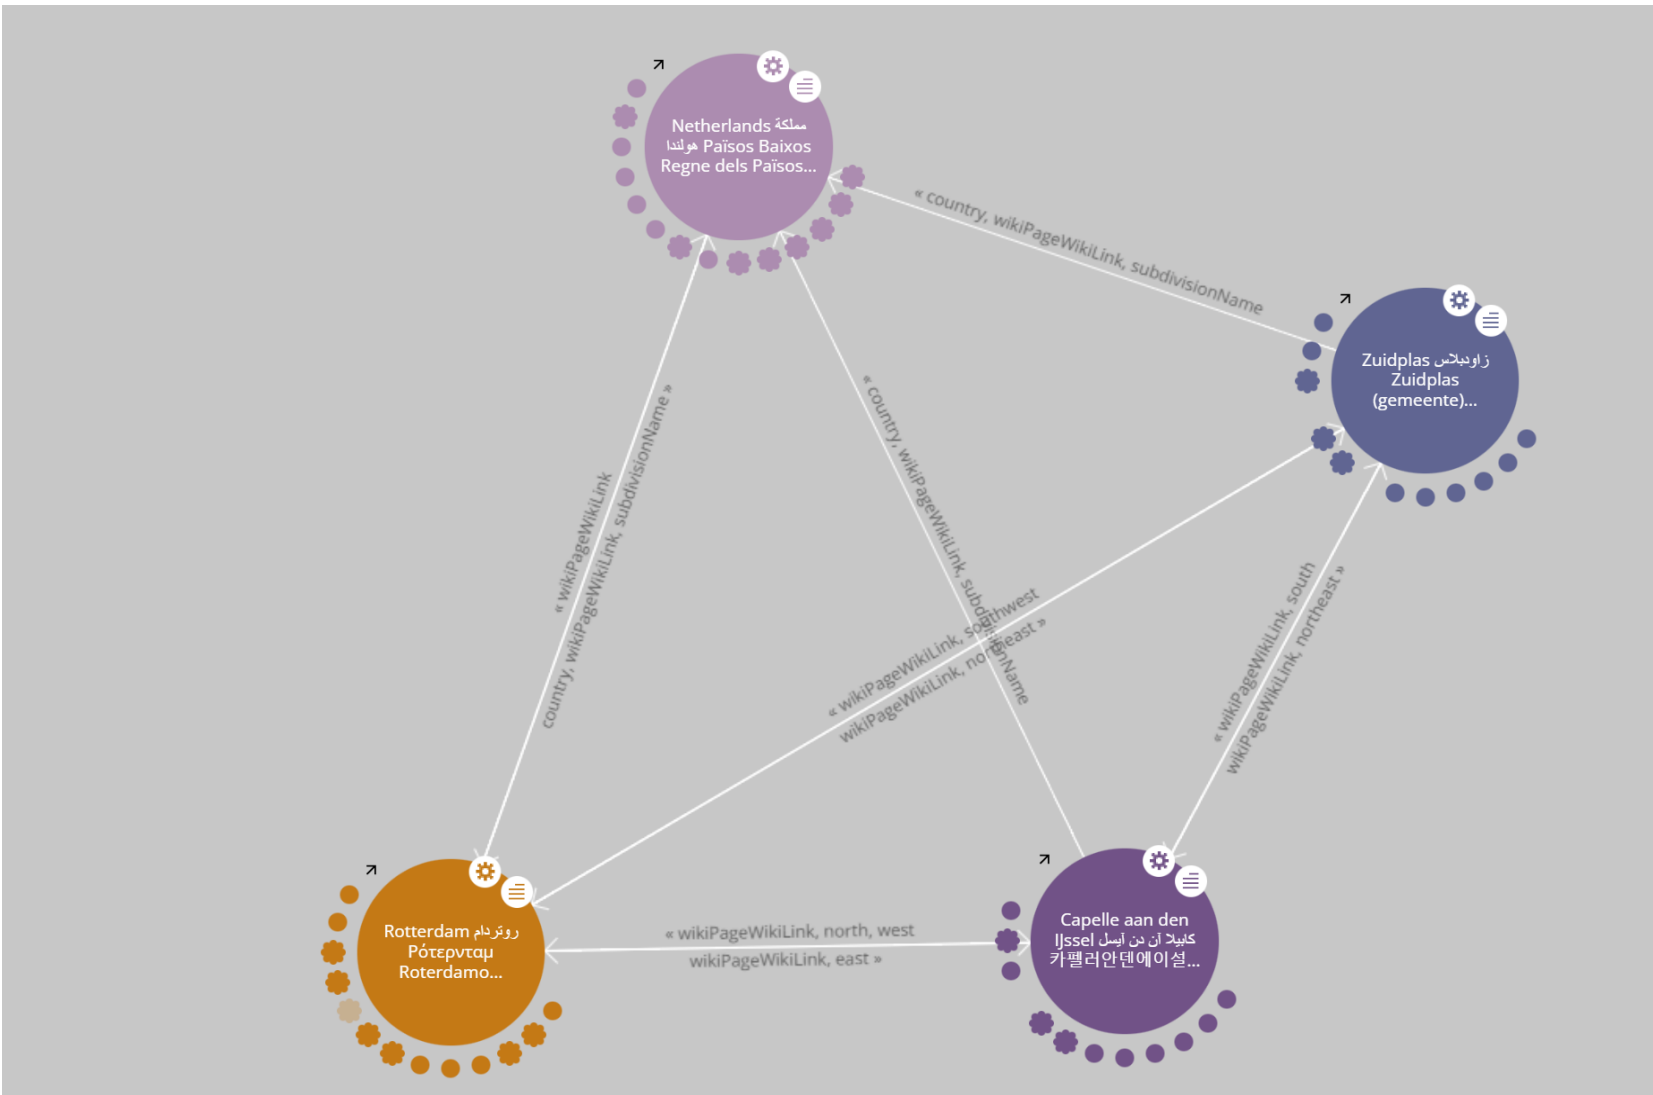 Netherlands مملكة
هولندا Països Baixos
Regne dels Països...
« country, wikiPageWikiLink, subdivisionName
Zuidplas زاودبلاس
Zuidplas
(gemeente)...
« wikiPageWikiLink
country, wikiPageWikiLink, subdivisionName »
« country, wikiPageWikiLink, subdivisionName
« wikiPageWikiLink, southwest
wikiPageWikiLink, northeast »
« wikiPageWikiLink, south
wikiPageWikiLink, northeast »
Rotterdam روتردام
Ρότερνταμ
Roterdamo...
« wikiPageWikiLink, north, west
wikiPageWikiLink, east »
Capelle aan den
IJssel كابيلا آن دن آيسل
카펠러안덴에이설...